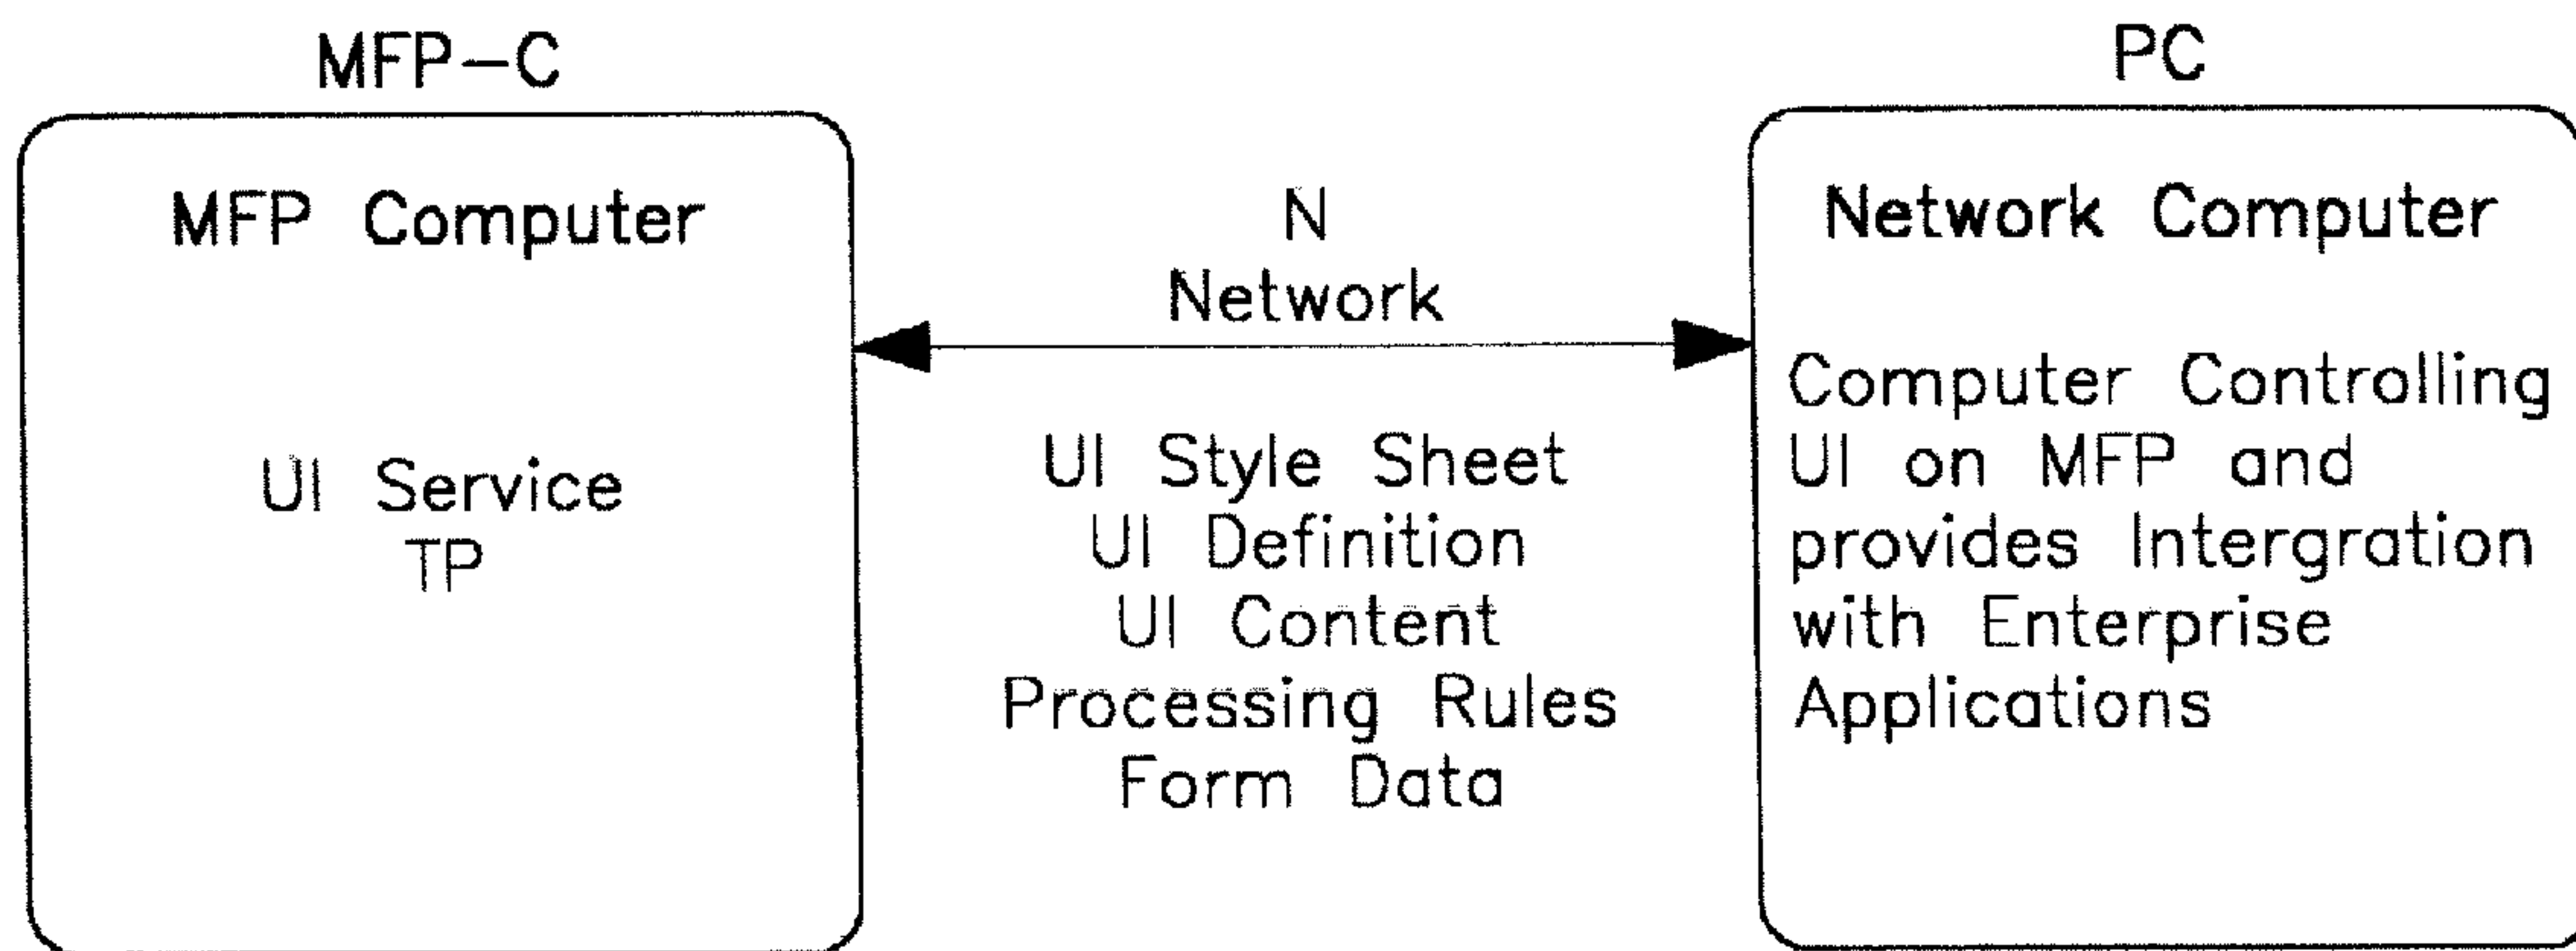 MFP-C
MFP Computer
UI Service
TP
N
Network
UI Style Sheet
UI Definition
UI Content
Processing Rules
Form Data
PC
Network Computer
Computer Controlling
UI on MFP and
provides Intergration
with Enterprise
Applications